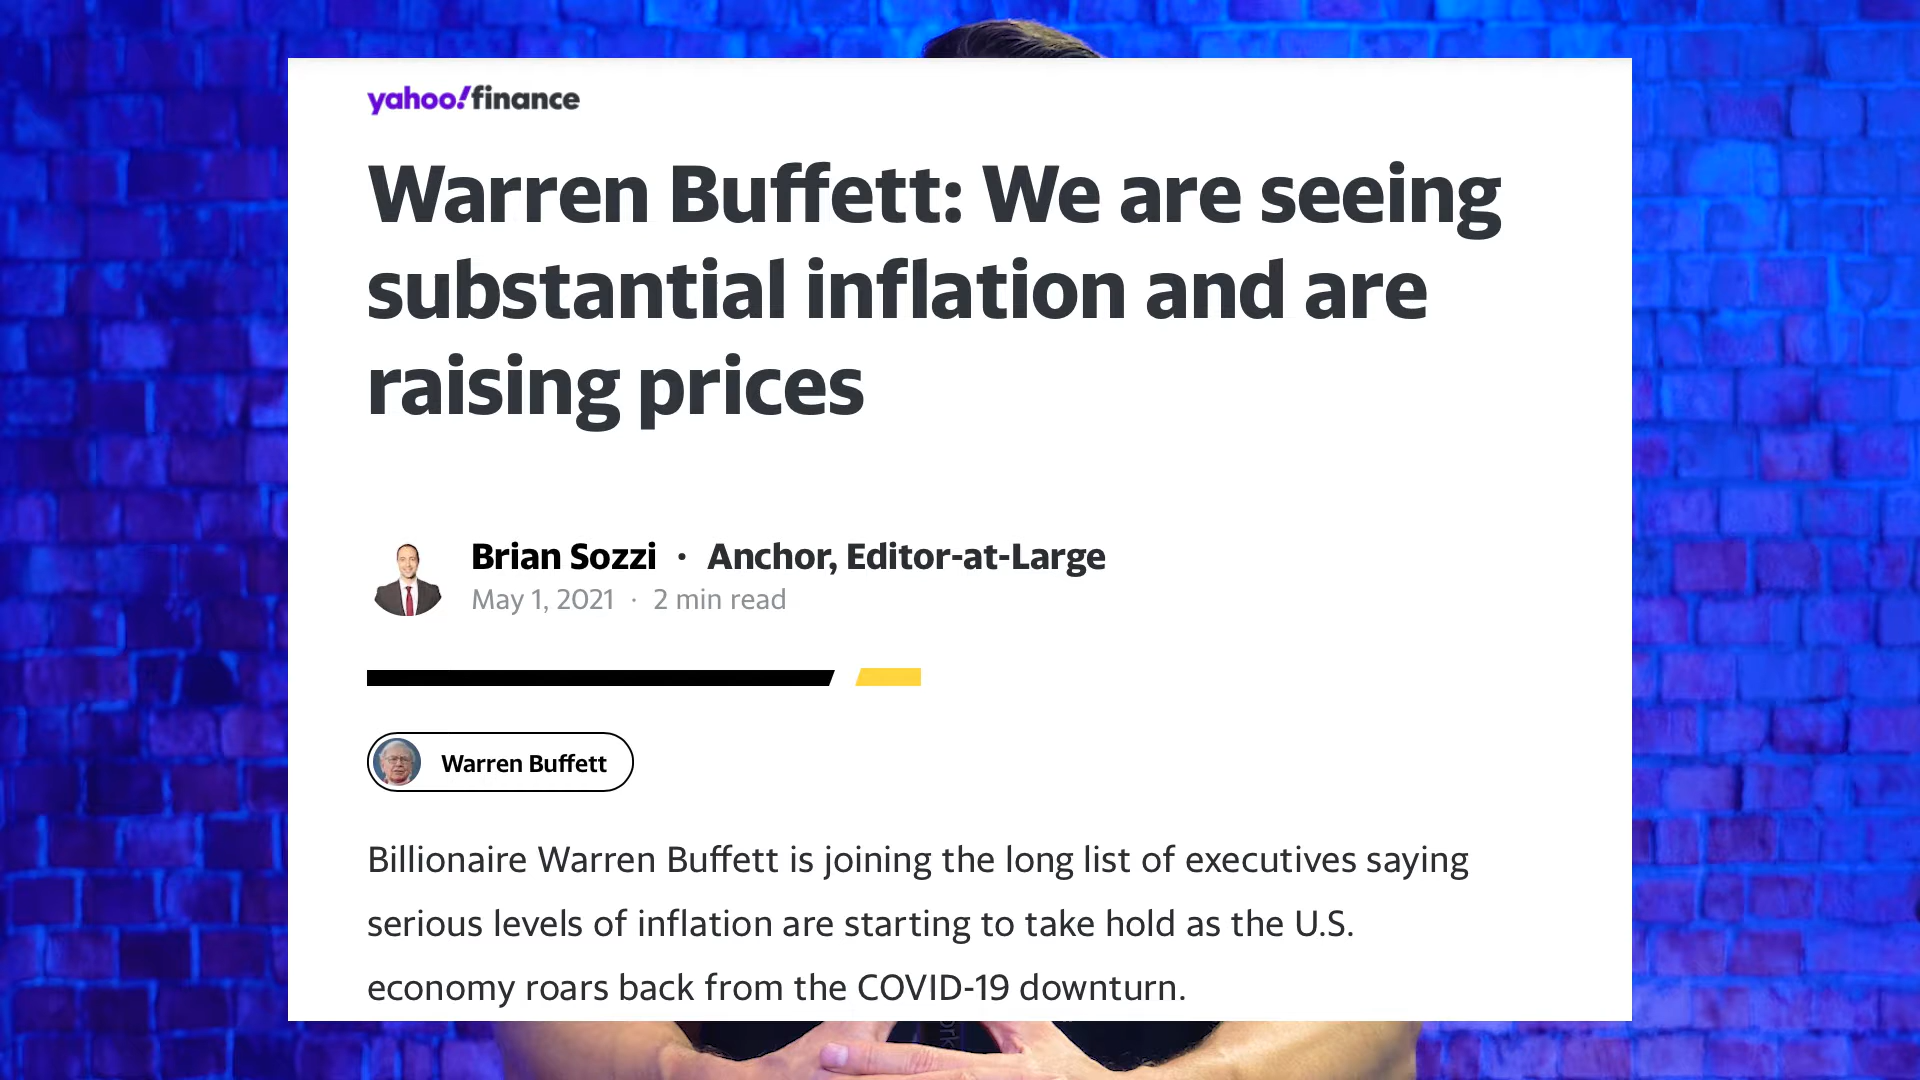 yahoo!finance
Warren Buffett: We are seeing
substantial inflation and are
raising prices
Brian Sozzi · Anchor, Editor-at-Large
May 1, 2021 · 2 min read
Warren Buffett
Billionaire Warren Buffett is joining the long list of executives saying
serious levels of inflation are starting to take hold as the U.S.
economy roars back from the COVID-19 downturn.